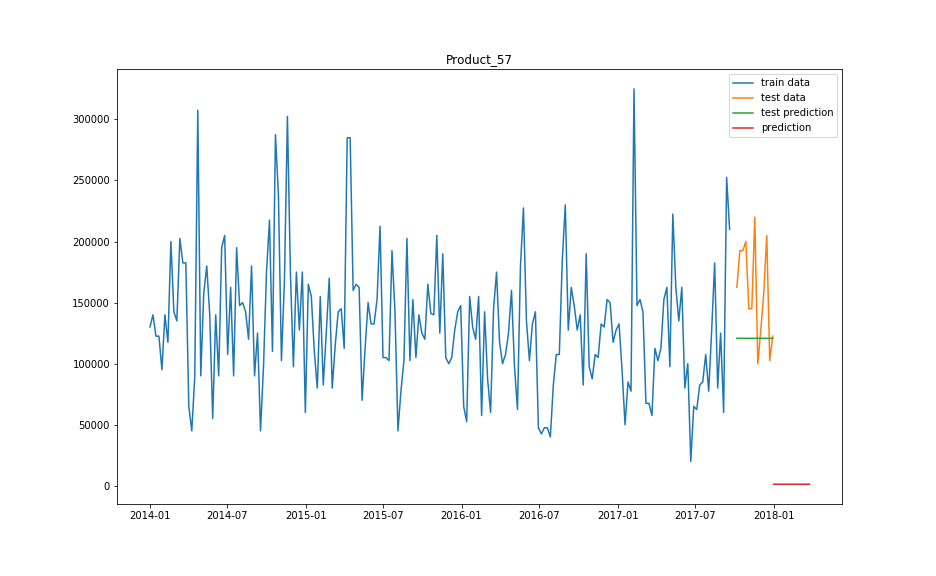 Product_57
train data
test data
test prediction
prediction
300000
250000
200000
150000
100000
50000
0
2014-01 2014-07 2015-01 2015-07 2016-01 2016-07 2017-01 2017-07 2018-01